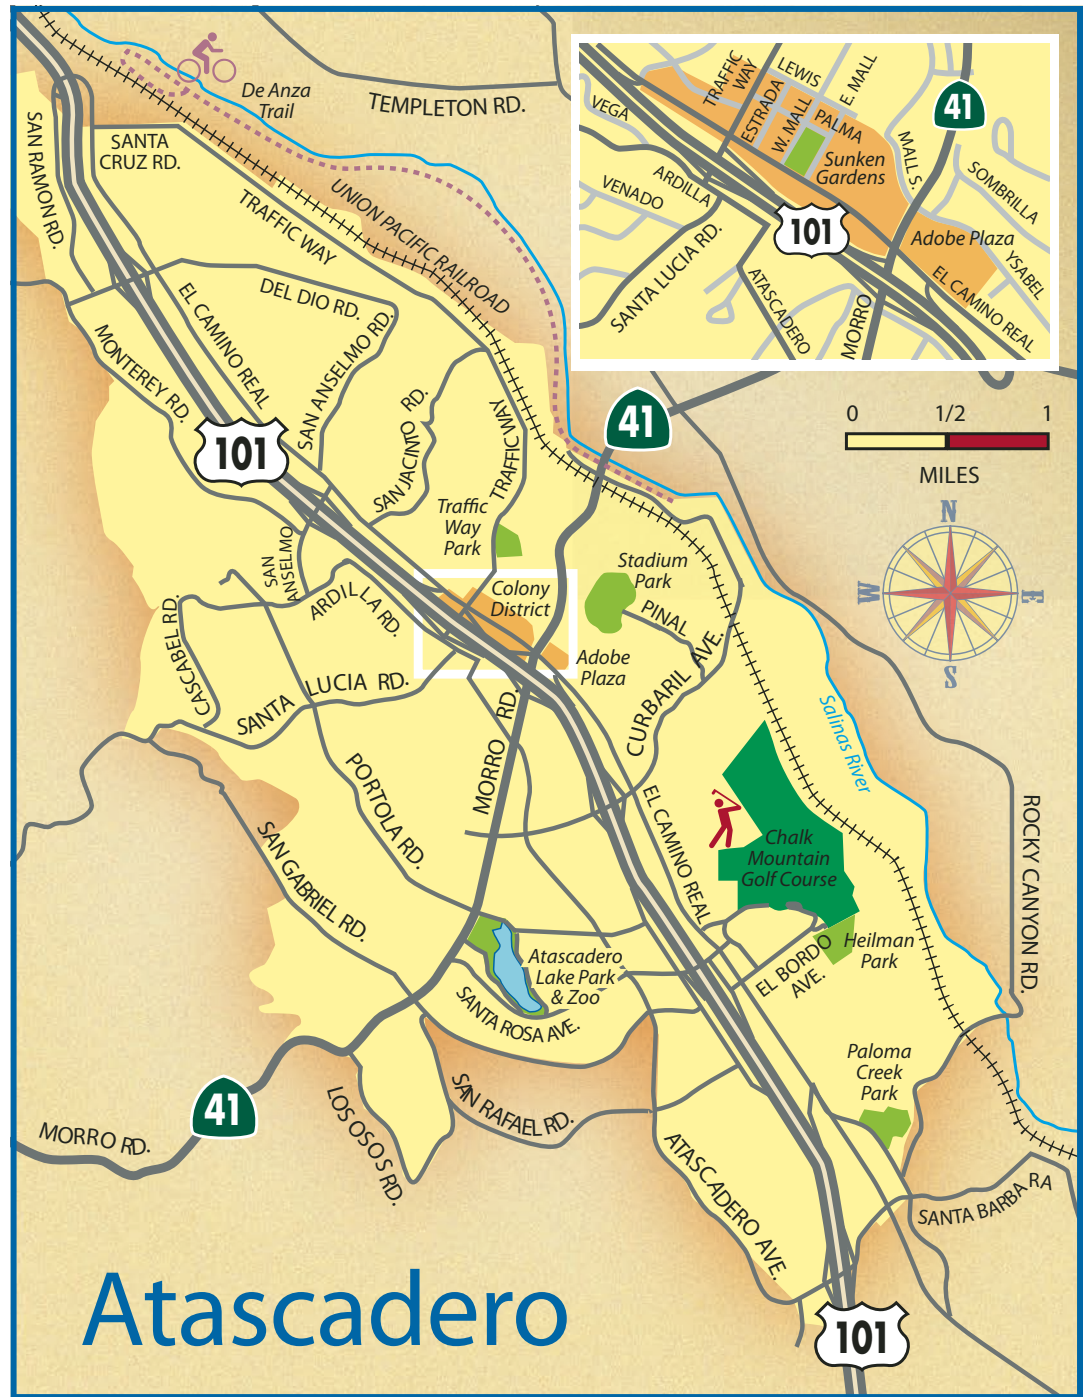 De Anza
Trail
TEMPLETON RD.
SAN RAMON RD.
SANTA
CRUZ RD.
UNION PACIFIC RAILROAD
TRAFFIC WAY
DEL DIO RD.
EL CAMINO REAL
SAN ANSELMO RD.
MONTEREY RD.
101
SAN JACINTO RD.
TRAFFIC WAY
41
Traffic
Way
Park
SAN
ANSELMO
ARDILLA RD.
Colony
District
Stadium
Park
PINAL
CASCABEL RD.
SANTA LUCIA RD.
Adobe
Plaza
CURBARIL AVE.
MORRO RD.
PORTOLA RD.
EL CAMINO REAL
Salinas River
Chalk
Mountain
Golf Course
ROCKY CANYON RD.
SAN GABRIEL RD.
Atascadero
Lake Park
& Zoo
SANTA ROSA AVE.
EL BORDO
AVE.
Heilman
Park
Paloma
Creek
Park
41
MORRO RD.
LOS OSOS RD.
SAN RAFAEL RD.
ATASCADERO AVE.
SANTA BARBARA
101
Atascadero
VEGA
TRAFFIC
WAY
LEWIS
E. MALL
ESTRADA
W. MALL
PALMA
41
MALL S.
Sunken
Gardens
SOMBRILLA
ARDILLA
VENADO
101
Adobe Plaza
YSABEL
SANTA LUCIA RD.
ATASCADERO
MORRO
EL CAMINO REAL
0 1/2 1
MILES
N
W E
S